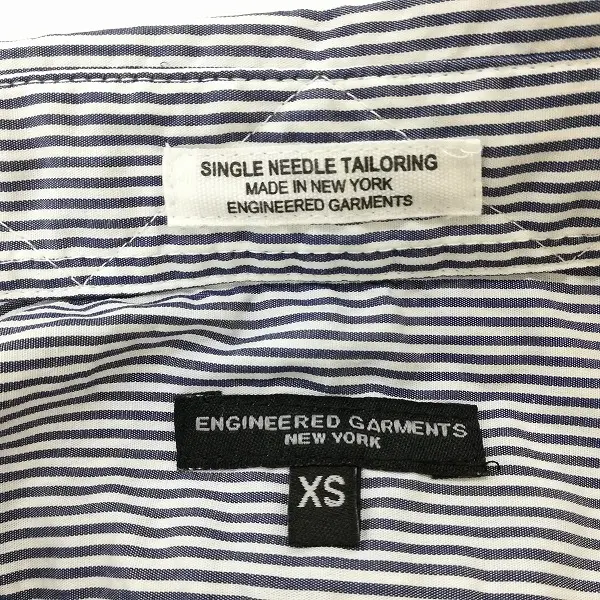 SINGLE NEEDLE TAILORING
MADE IN NEW YORK
ENGINEERED GARMENTS
ENGINEERED GARMENTS
NEW YORK
XS